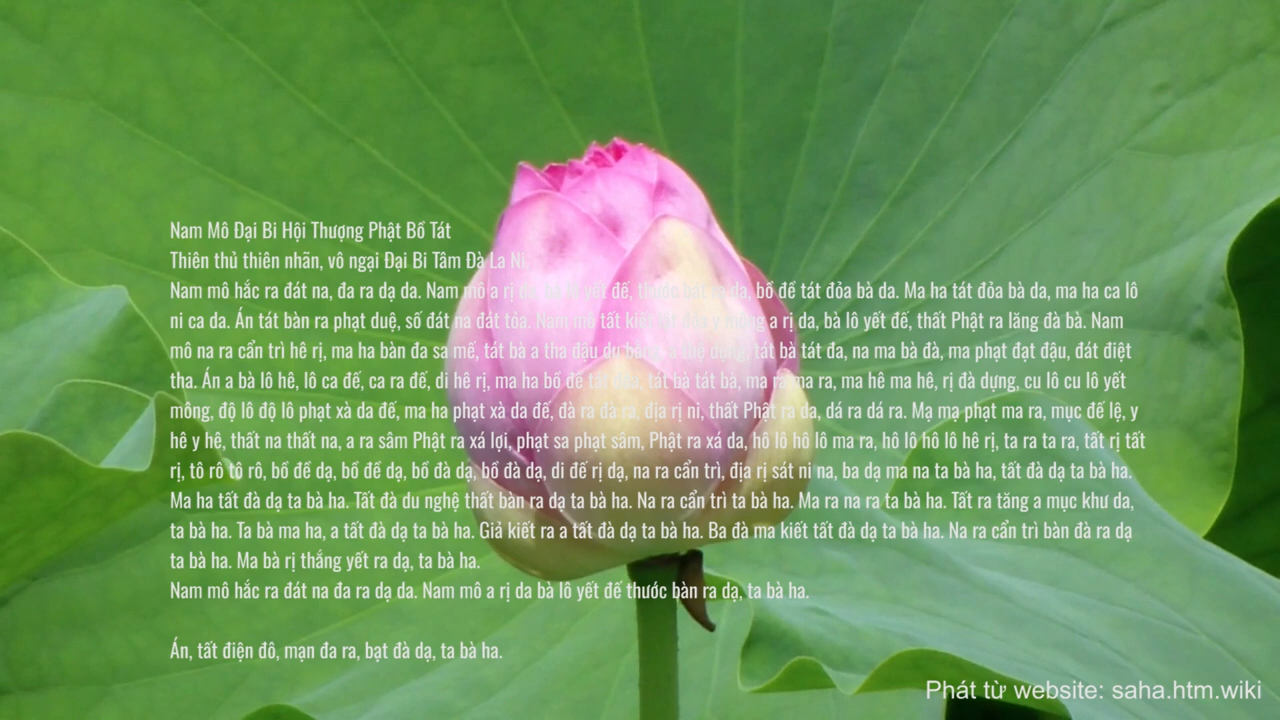 Nam Mô Đại Bi Hội Thượng Phật Bồ Tát
Thiên thủ thiên nhãn, vô ngại Đại Bi Tâm Đà La Ni.
Nam mô hắc ra đát na, đa ra dạ da. Nam mô a rị da, bà lô yết đế, thước bát ra da, bồ đề tát đỏa bà da. Ma ha tát đỏa bà da, ma ha ca lô
ni ca da. Án tát bàn ra phạt duệ, số đát na đát tỏa. Nam mô tất kiết lật đỏa y mông a rị da, bà lô yết đế, thất Phật ra lăng đà bà. Nam
mô na ra cẩn trì hê rị, ma ha bàn đa sa mế, tát bà a tha đậu du bằng, a thệ dựng, tát bà tát đa, na ma bà đà, ma phạt đạt đậu, đát điệt
tha. Án a bà lô hê, lô ca đế, ca ra đế, di hê rị, ma ha bồ đề tát đỏa, tát bà tát bà, ma ra ma ra, ma hê ma hê, rị đà dựng, cu lô cu lô yết
mông, độ lô độ lô phạt xà da đế, ma ha phạt xà da đế, đà ra đà ra, địa rị ni, thất Phật ra da, dá ra dá ra. Mạ mạ phạt ma ra, mục đế lệ, y
hê y hê, thất na thất na, a ra sâm Phật ra xá lợi, phạt sa phạt sâm, Phật ra xá da, hô lô hô lô ma ra, hô lô hô lô hê rị, ta ra ta ra, tất rị tất
rị, tô rô tô rô, bồ đề dạ, bồ đề dạ, bồ đà dạ, bồ đà dạ, di đế rị dạ, na ra cẩn trì, địa rị sát ni na, ba dạ ma na ta bà ha, tất đà dạ ta bà ha.
Ma ha tất đà dạ ta bà ha. Tất đà du nghệ thất bàn ra dạ ta bà ha. Na ra cẩn trì ta bà ha. Ma ra na ra ta bà ha. Tất ra tăng a mục khư da,
ta bà ha. Ta bà ma ha, a tất đà dạ ta bà ha. Giả kiết ra a tất đà dạ ta bà ha. Ba đà ma kiết tất đà dạ ta bà ha. Na ra cẩn trì bàn đà ra dạ
ta bà ha. Ma bà rị thắng yết ra dạ, ta bà ha.
Nam mô hắc ra đát na đa ra dạ da. Nam mô a rị da bà lô yết đế thước bàn ra dạ, ta bà ha.
Án, tất điện đô, mạn đa ra, bạt đà dạ, ta bà ha.
Phát từ website: saha.htm.wiki